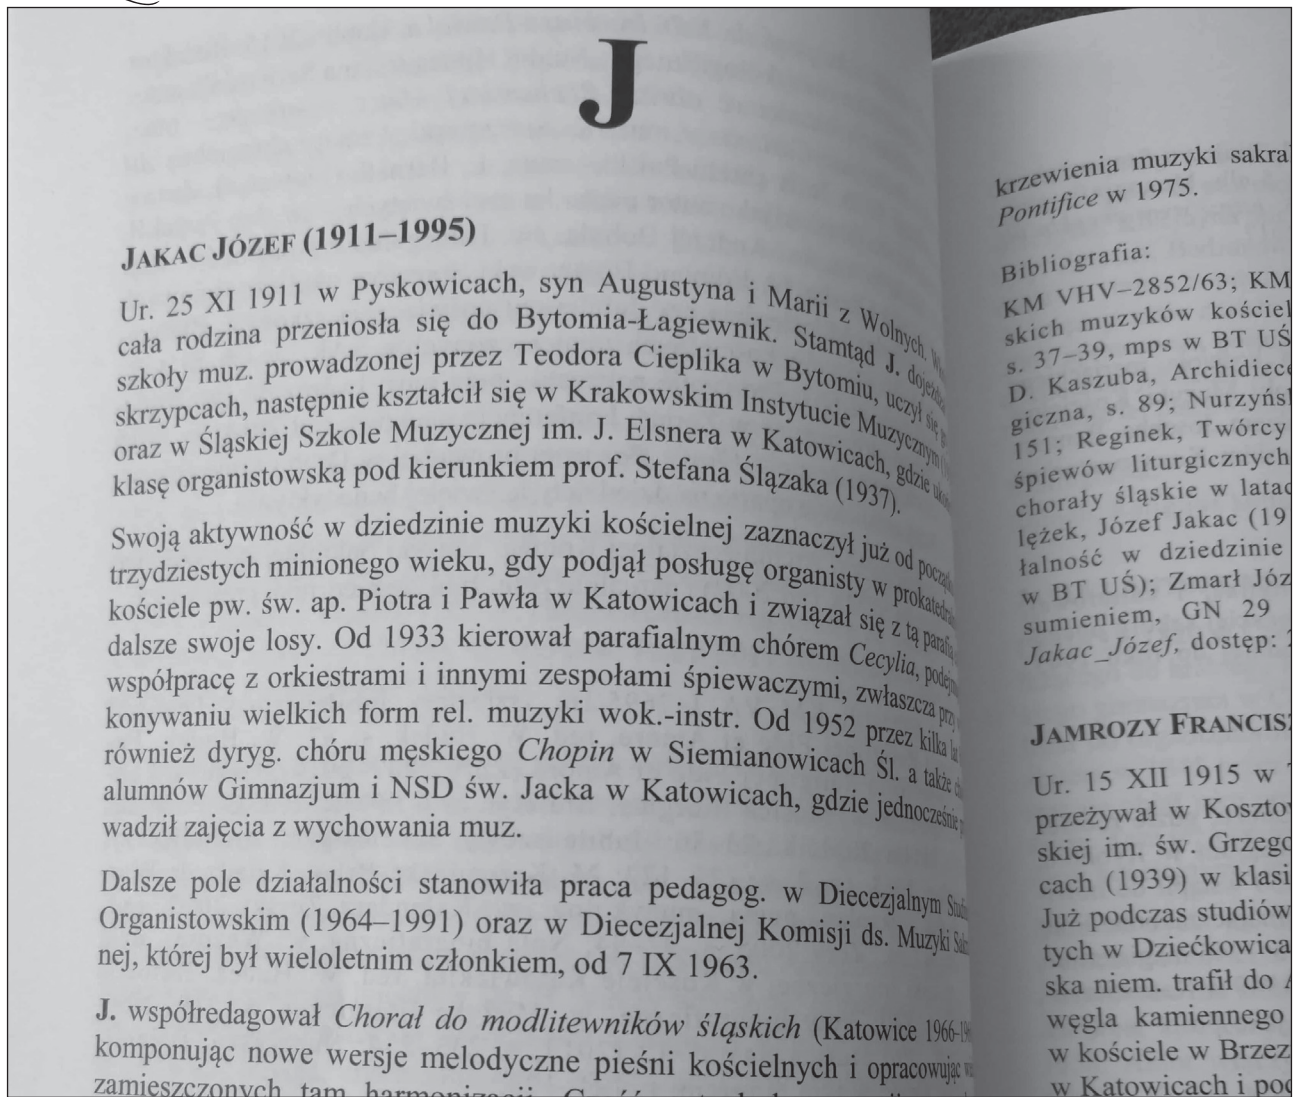 J
JAKAC JÓZEF (1911–1995)
Ur. 25 XI 1911 w Pyskowicach, syn Augustyna i Marii z Wolnych.
cała rodzina przeniosła się do Bytomia-Łagiewnik. Stamtąd J.
szkoły muz. prowadzonej przez Teodora Cieplika w Bytomiu, uczył się
skrzypcach, następnie kształcił się w Krakowskim Instytucie Muzycznym
oraz w Śląskiej Szkole Muzycznej im. J. Elsnera w Katowicach, gdzie
klasę organistowską pod kierunkiem prof. Stefana Ślązaka (1937).
Swoją aktywność w dziedzinie muzyki kościelnej zaznaczył już od
trzydziestych minionego wieku, gdy podjął posługę organisty w
kościele pw. św. ap. Piotra i Pawła w Katowicach i związał się z tą
dalsze swoje losy. Od 1933 kierował parafialnym chórem Cecylia,
współpracę z orkiestrami i innymi zespołami śpiewaczymi, zwłaszcza przy
konywaniu wielkich form rel. muzyki wok.-instr. Od 1952 przez kilka
również dyryg. chóru męskiego Chopin w Siemianowicach Śl. a także
alumnów Gimnazjum i NSD św. Jacka w Katowicach, gdzie jednocześnie
wadził zajęcia z wychowania muz.
Dalsze pole działalności stanowiła praca pedagog. w Diecezjalnym
Organistowskim (1964–1991) oraz w Diecezjalnej Komisji ds. Muzyki
nej, której był wieloletnim członkiem, od 7 IX 1963.
J. współredagował Chorał do modlitewników śląskich (Katowice
komponując nowe wersje melodyczne pieśni kościelnych i opracowując
zamieszczonych tam harmonizacji.
krzewienia muzyki sakra
Pontifice w 1975.
Bibliografia:
KM VHV–2852/63; KM
skich muzyków kościel
s. 37–39, mps w BT UŚ
D. Kaszuba, Archidiece
giczna, s. 89; Nurzyńsk
151; Reginek, Twórcy
śpiewów liturgicznych
chorały śląskie w latac
lężek, Józef Jakac (19
łalność w dziedzinie
w BT UŚ); Zmarł Józ
sumieniem, GN 29
Jakac_Józef, dostęp: 2
JAMROZY FRANCISZ
Ur. 15 XII 1915 w
przeżywał w Koszto
skiej im. św. Grzego
cach (1939) w klasi
Już podczas studiów
tych w Dziećkowica
ska niem. trafił do
węgla kamiennego
w kościele w Brzez
w Katowicach i poc